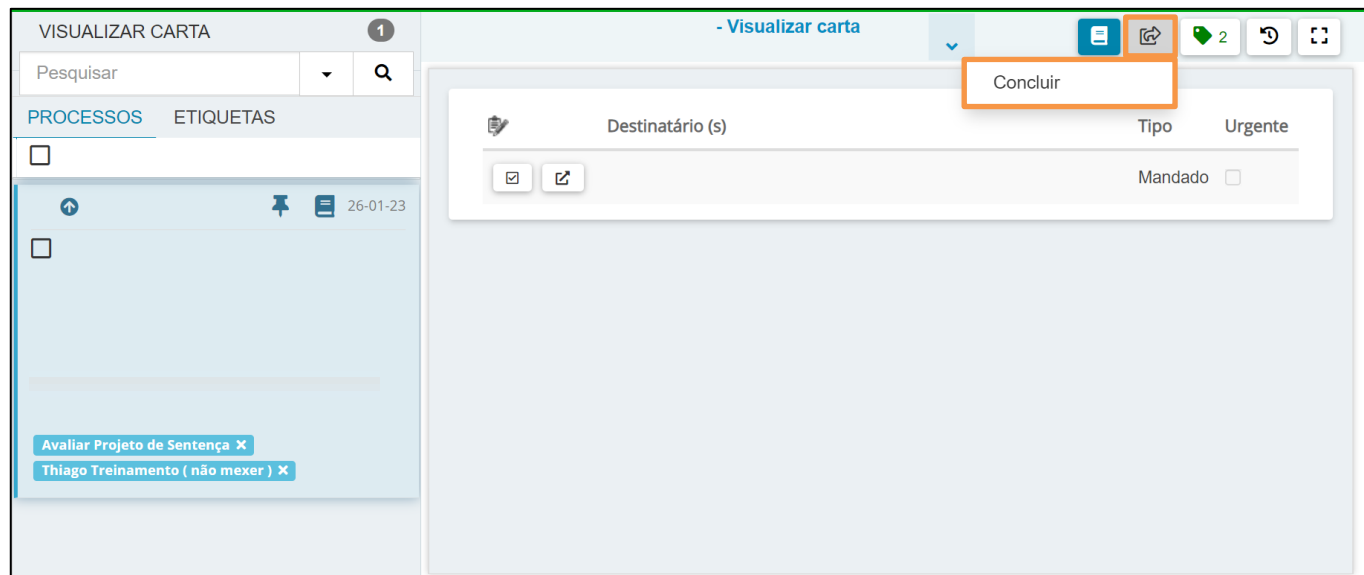 VISUALIZAR CARTA 1
Pesquisar
PROCESSOS ETIQUETAS
26-01-23
Avaliar Projeto de Sentença ×
Thiago Treinamento ( não mexer ) ×
- Visualizar carta
2
Concluir
Destinatário (s) Tipo Urgente
Mandado